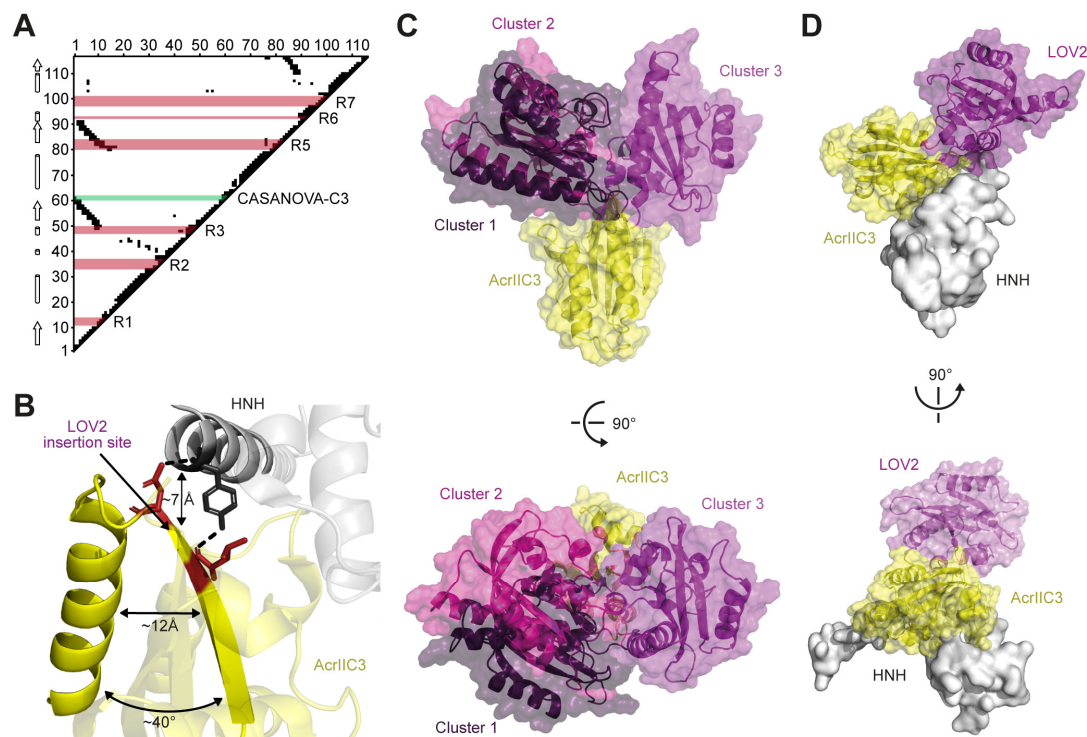 A
1 10 20 30 40 50 60 70 80 90 100 110
110
100
90
80
70
60
50
40
30
20
10
1
R7
R6
R5
CASANOVA-C3
R3
R2
R1
B
HNH
LOV2
insertion site
~7 Å
~12Å
~40°
AcrIIC3
C
Cluster 2
Cluster 3
Cluster 1
AcrIIC3
90°
AcrIIC3
Cluster 2
Cluster 3
Cluster 1
D
LOV2
AcrIIC3
HNH
90°
LOV2
AcrIIC3
HNH